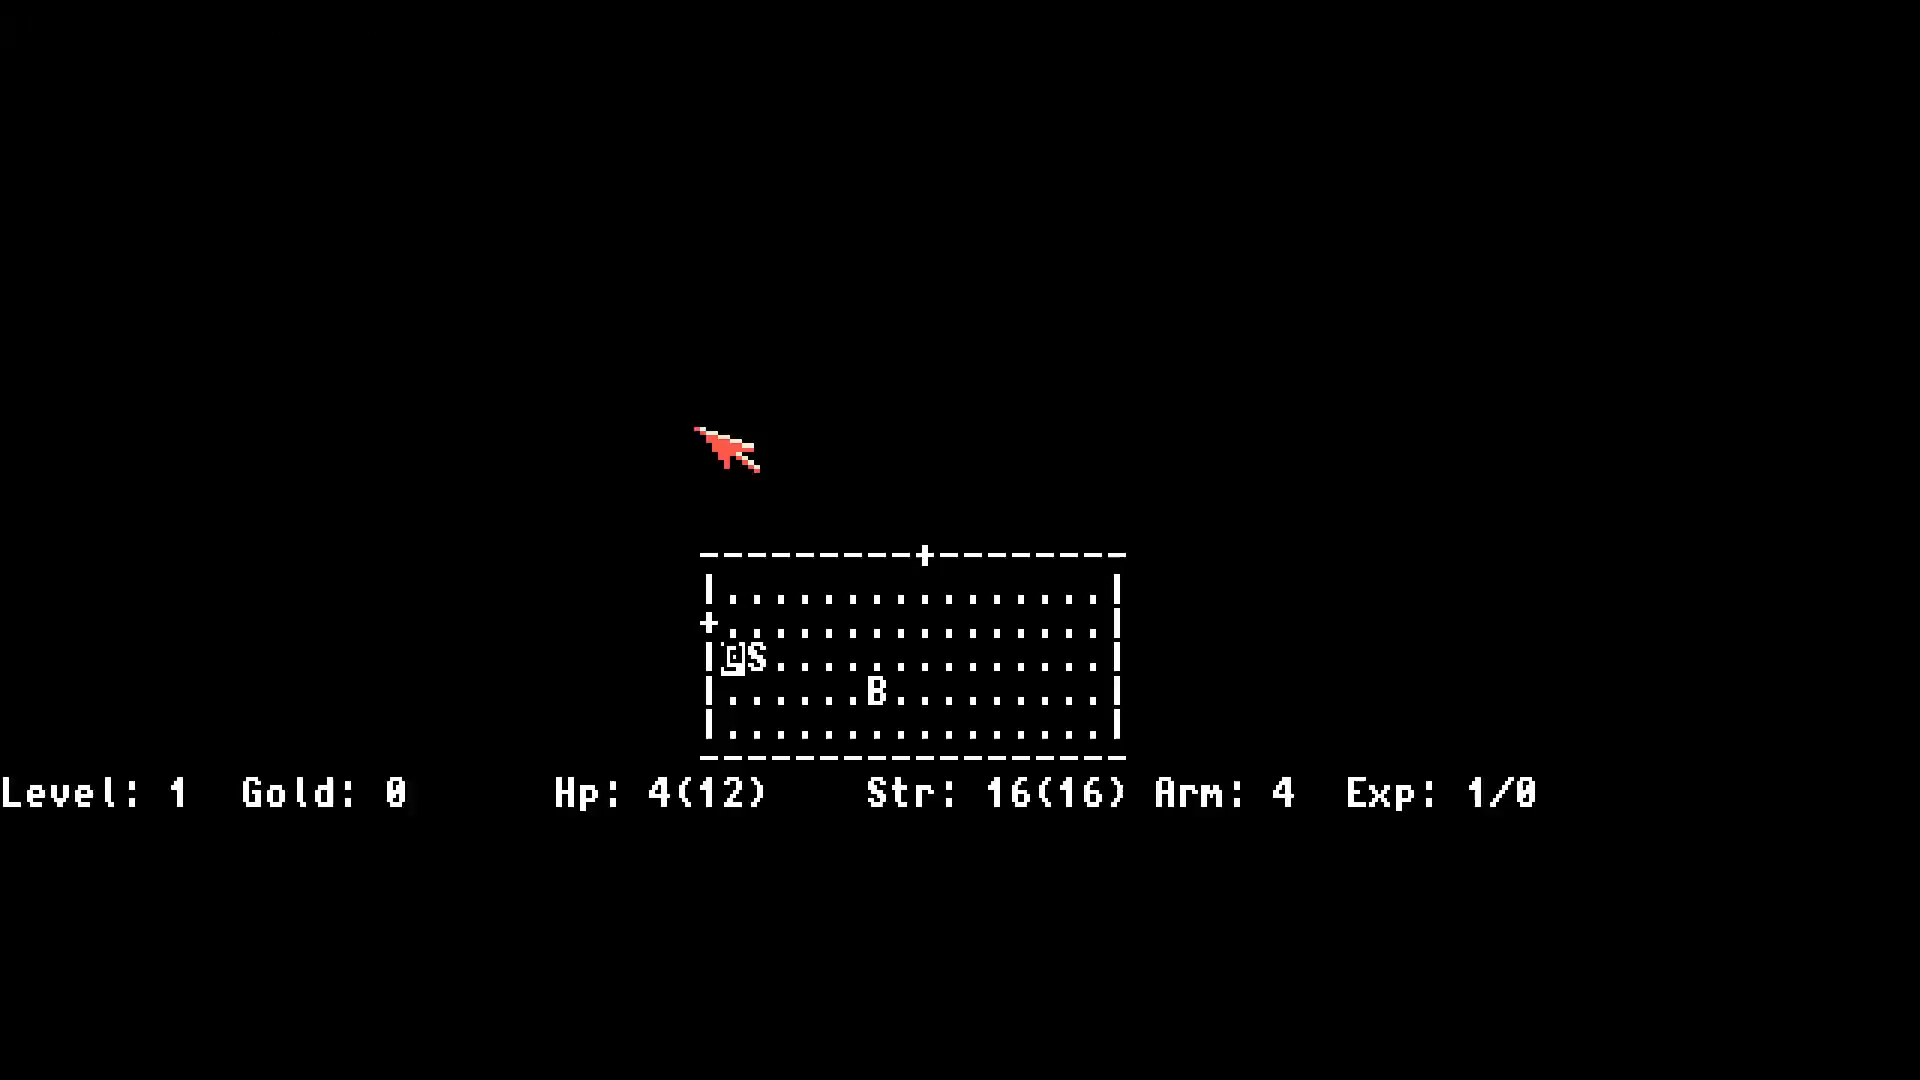 ---------+--------
|................|
+................|
|@S..............|
|......B.........|
|................|
------------------
Level: 1  Gold: 0      Hp: 4(12)    Str: 16(16) Arm: 4  Exp: 1/0